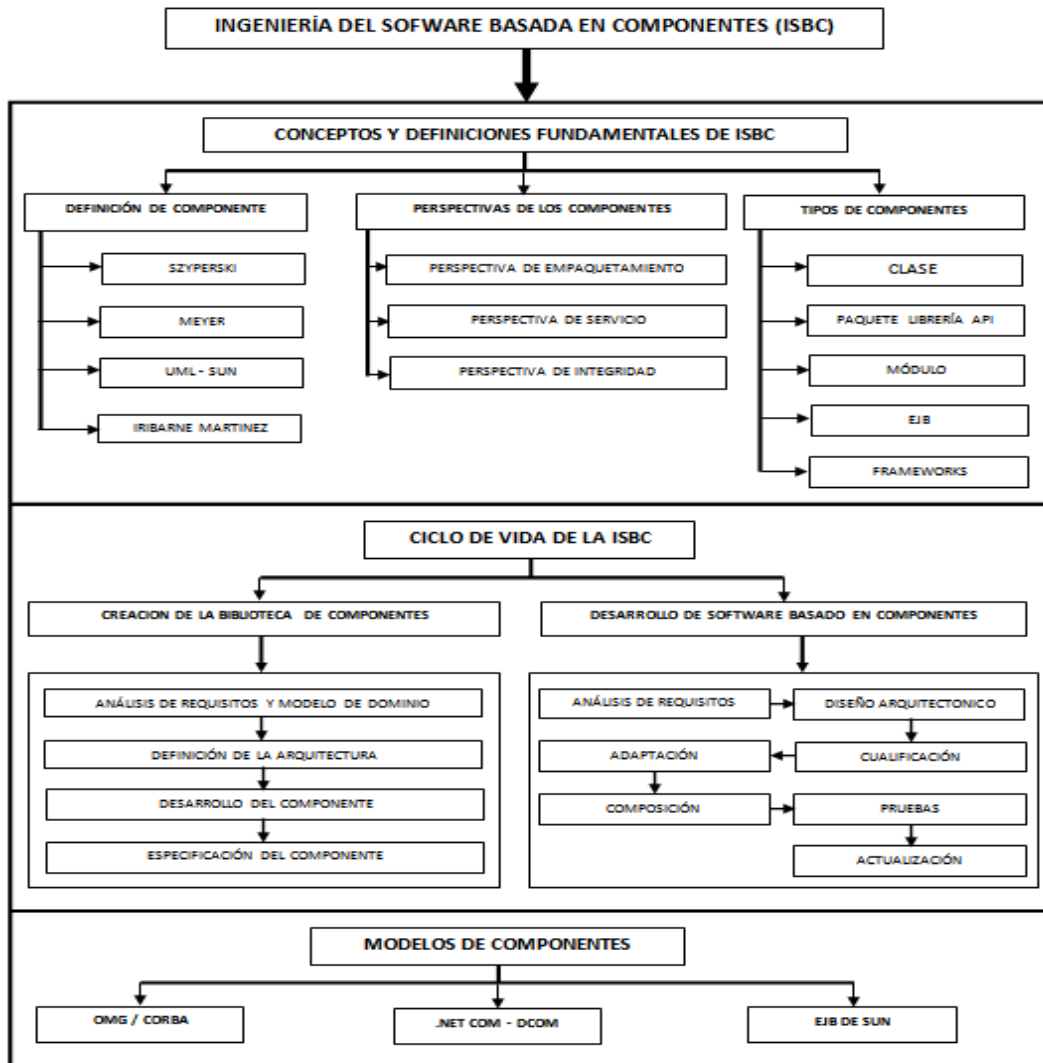 INGENIERÍA DEL SOFWARE BASADA EN COMPONENTES (ISBC)
CONCEPTOS Y DEFINICIONES FUNDAMENTALES DE ISBC
DEFINICIÓN DE COMPONENTE
SZYPERSKI
MEYER
UML - SUN
IRIBARNE MARTINEZ
PERSPECTIVAS DE LOS COMPONENTES
PERSPECTIVA DE EMPAQUETAMIENTO
PERSPECTIVA DE SERVICIO
PERSPECTIVA DE INTEGRIDAD
TIPOS DE COMPONENTES
CLASE
PAQUETE LIBRERÍA API
MÓDULO
EJB
FRAMEWORKS
CICLO DE VIDA DE LA ISBC
CREACION DE LA BIBLIOTECA DE COMPONENTES
ANÁLISIS DE REQUISITOS Y MODELO DE DOMINIO
DEFINICIÓN DE LA ARQUITECTURA
DESARROLLO DEL COMPONENTE
ESPECIFICACIÓN DEL COMPONENTE
DESARROLLO DE SOFTWARE BASADO EN COMPONENTES
ANÁLISIS DE REQUISITOS
DISEÑO ARQUITECTONICO
CUALIFICACIÓN
ADAPTACIÓN
COMPOSICIÓN
PRUEBAS
ACTUALIZACIÓN
MODELOS DE COMPONENTES
OMG / CORBA
.NET COM - DCOM
EJB DE SUN